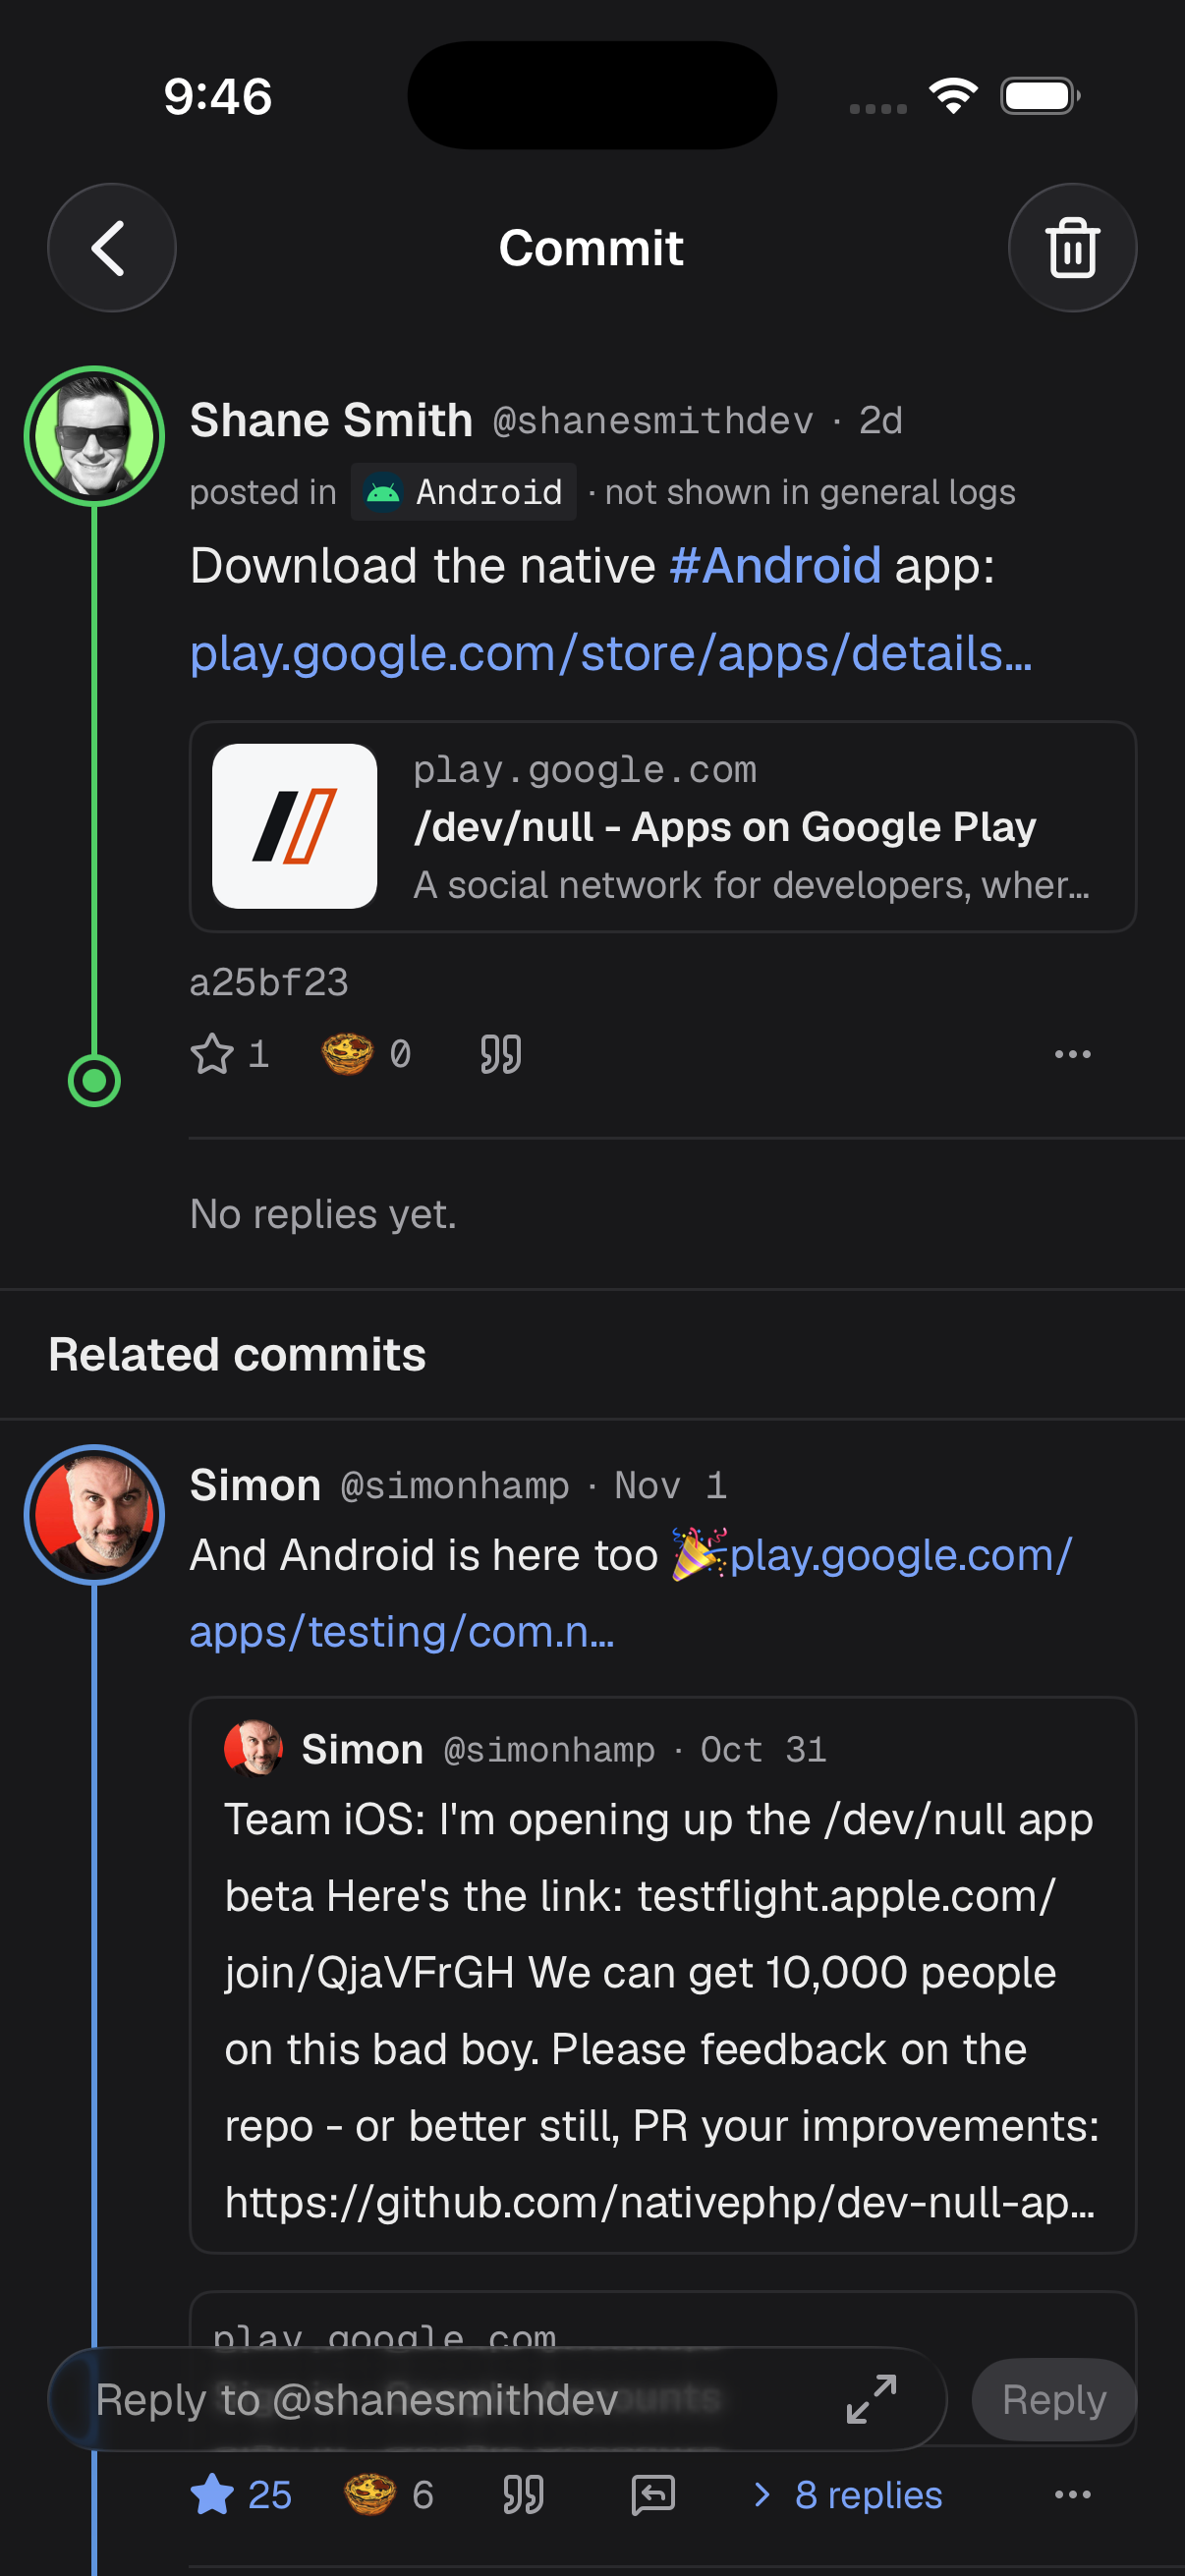 9:46
Commit
Shane Smith @shanesmithdev · 2d
posted in Android · not shown in general logs
Download the native #Android app:
play.google.com/store/apps/details…
play.google.com
/dev/null - Apps on Google Play
A social network for developers, wher…
a25bf23
1 0
No replies yet.
Related commits
Simon @simonhamp · Nov 1
And Android is here too 🎉play.google.com/
apps/testing/com.n…
Simon @simonhamp · Oct 31
Team iOS: I'm opening up the /dev/null app
beta Here's the link: testflight.apple.com/
join/QjaVFrGH We can get 10,000 people
on this bad boy. Please feedback on the
repo - or better still, PR your improvements:
https://github.com/nativephp/dev-null-ap…
play.google.com
Reply to @shanesmithdev
Reply
25 6 8 replies